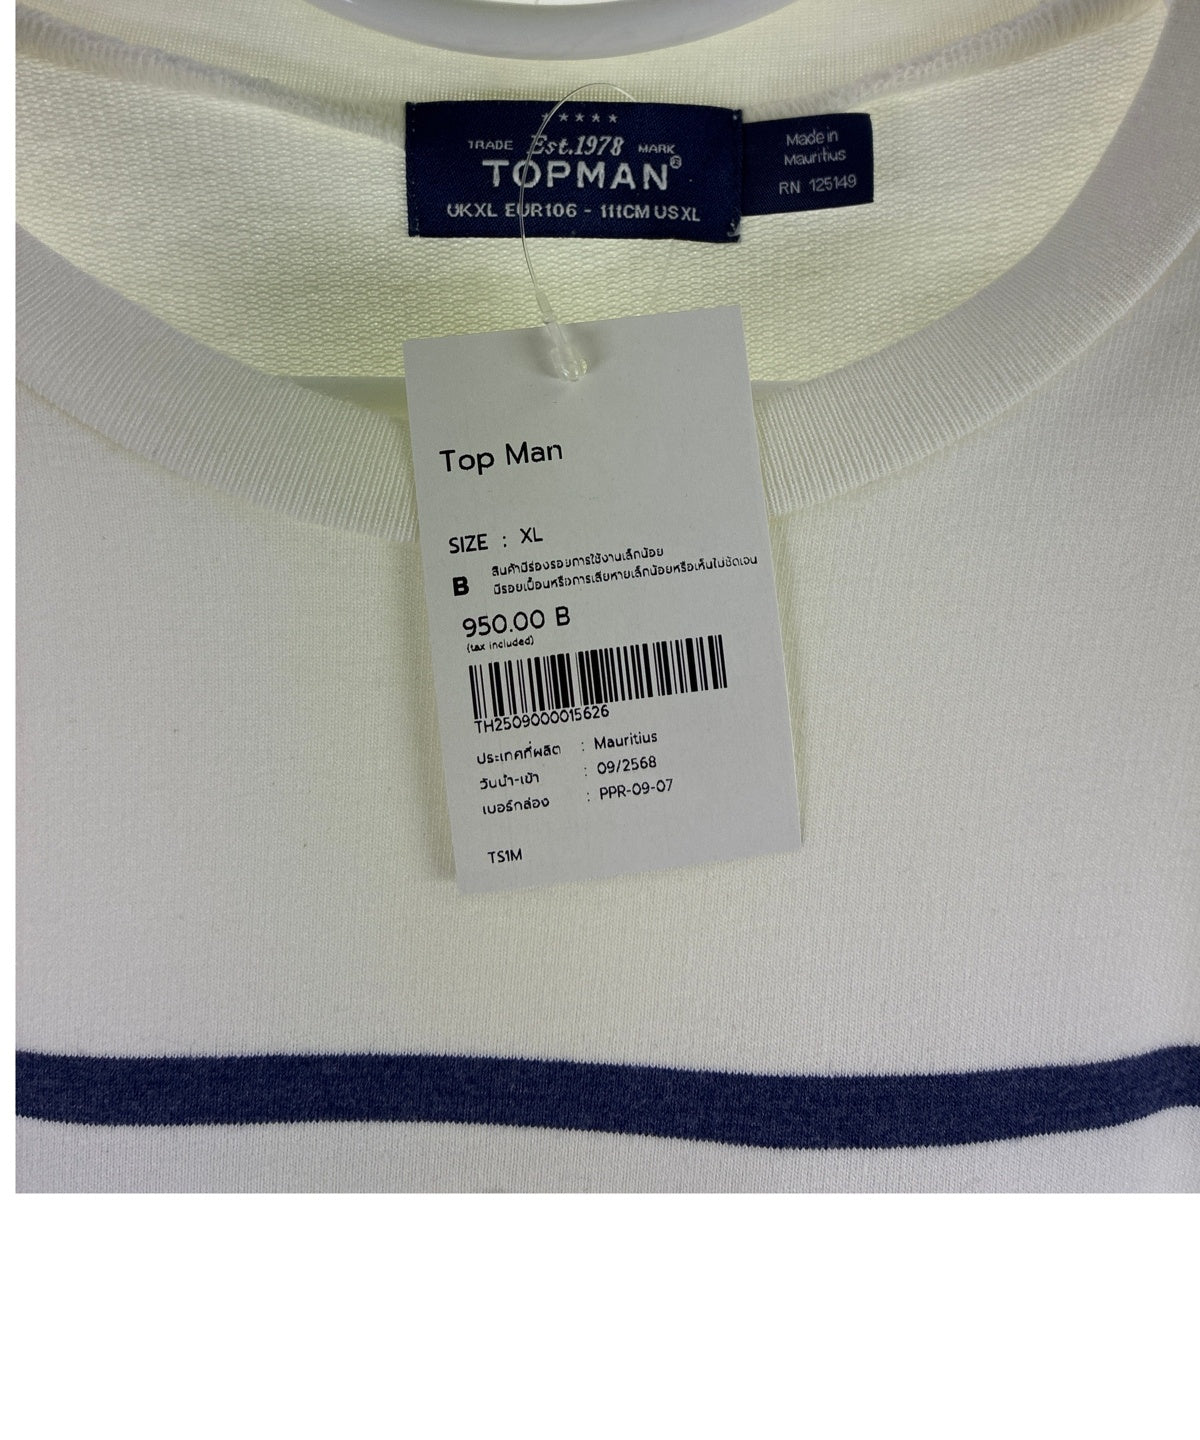 TRADE Est.1978 MARK
TOPMAN®
UKXL EUR106 - 111CM USXL
Made in
Mauritius
RN 125149
Top Man
SIZE : XL
B สินค้ามีร่องรอยการใช้งานเล็กน้อย
มีรอยเปื้อนหรือการเสียหายเล็กน้อยหรือเห็นไม่ชัดเจน
950.00 B
(tax included)
TH2509000015626
ประเทศที่ผลิต : Mauritius
วันนำ-เข้า : 09/2568
เบอร์กล่อง : PPR-09-07
TS1M